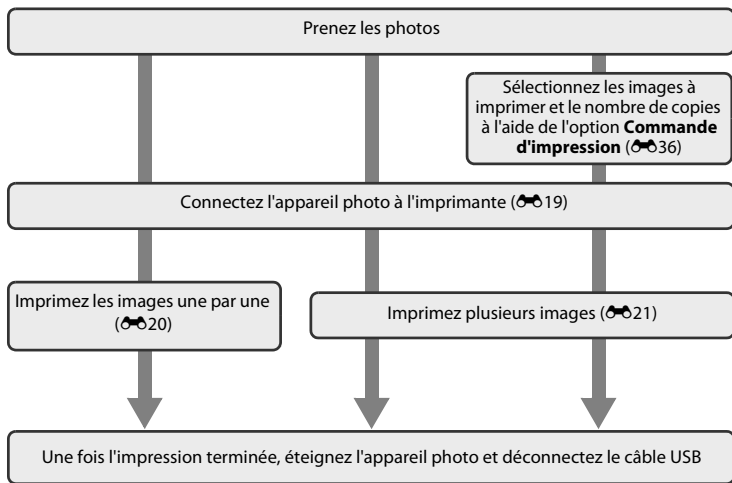 Prenez les photos
Sélectionnez les images à
imprimer et le nombre de copies
à l'aide de l'option Commande
d'impression (36)
Connectez l'appareil photo à l'imprimante (19)
Imprimez les images une par une
(20)
Imprimez plusieurs images (21)
Une fois l'impression terminée, éteignez l'appareil photo et déconnectez le câble USB